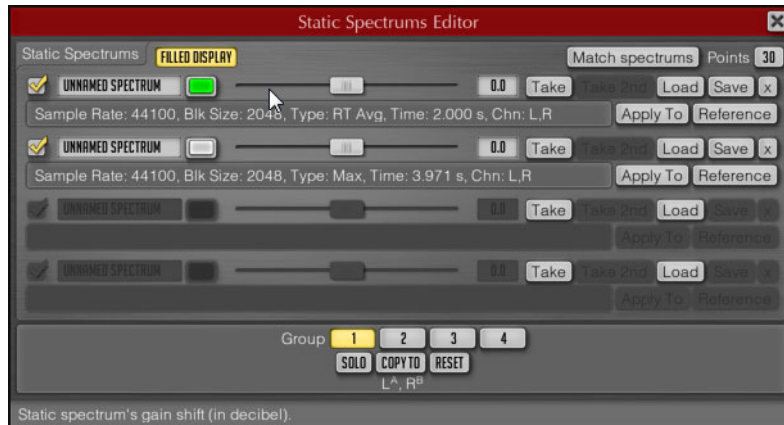 Static Spectrums Editor
Static Spectrums FILLED DISPLAY Match spectrums Points 30
UNNAMED SPECTRUM 0.0 Take Take 2nd Load Save x
Sample Rate: 44100, Blk Size: 2048, Type: RT Avg, Time: 2.000 s, Chn: L,R Apply To Reference
UNNAMED SPECTRUM 0.0 Take Take 2nd Load Save x
Sample Rate: 44100, Blk Size: 2048, Type: Max, Time: 3.971 s, Chn: L,R Apply To Reference
UNNAMED SPECTRUM 0.0 Take Take 2nd Load Save x
Apply To Reference
UNNAMED SPECTRUM 0.0 Take Take 2nd Load Save x
Apply To Reference
Group 1 2 3 4
SOLO COPY TO RESET
Lᴬ, Rᴮ
Static spectrum's gain shift (in decibel).